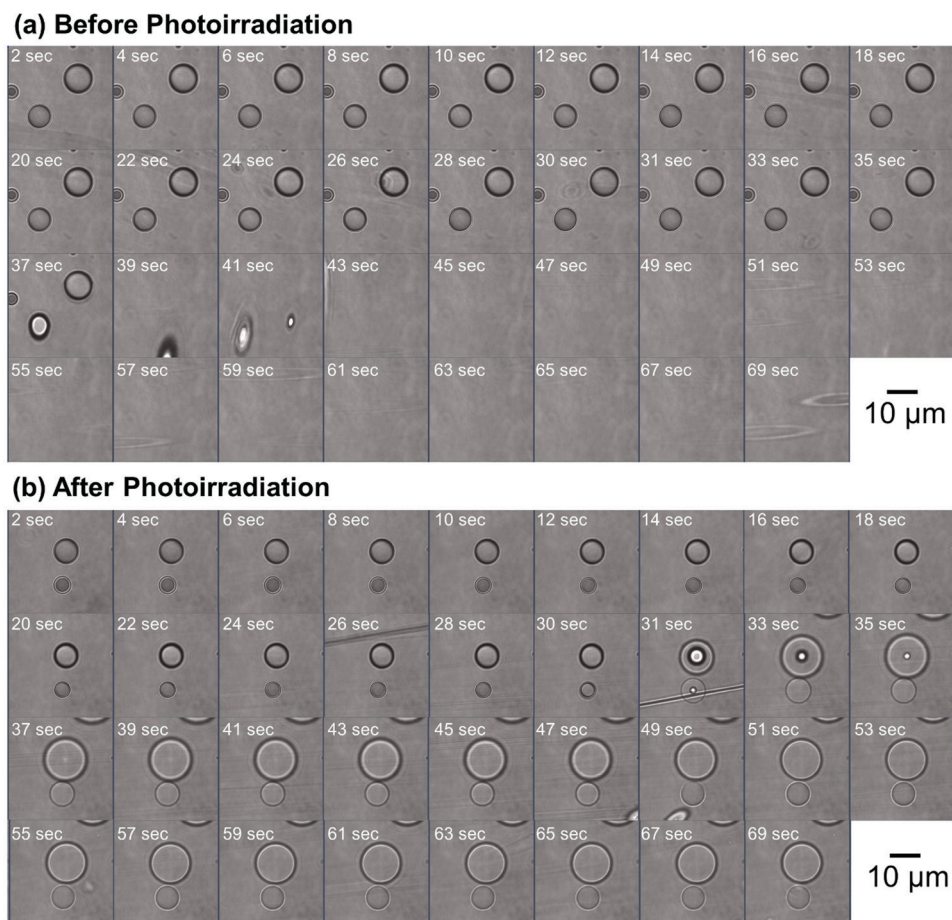 (a) Before Photoirradiation
2 sec 4 sec 6 sec 8 sec 10 sec 12 sec 14 sec 16 sec 18 sec
20 sec 22 sec 24 sec 26 sec 28 sec 30 sec 31 sec 33 sec 35 sec
37 sec 39 sec 41 sec 43 sec 45 sec 47 sec 49 sec 51 sec 53 sec
55 sec 57 sec 59 sec 61 sec 63 sec 65 sec 67 sec 69 sec
10 μm
(b) After Photoirradiation
2 sec 4 sec 6 sec 8 sec 10 sec 12 sec 14 sec 16 sec 18 sec
20 sec 22 sec 24 sec 26 sec 28 sec 30 sec 31 sec 33 sec 35 sec
37 sec 39 sec 41 sec 43 sec 45 sec 47 sec 49 sec 51 sec 53 sec
55 sec 57 sec 59 sec 61 sec 63 sec 65 sec 67 sec 69 sec
10 μm